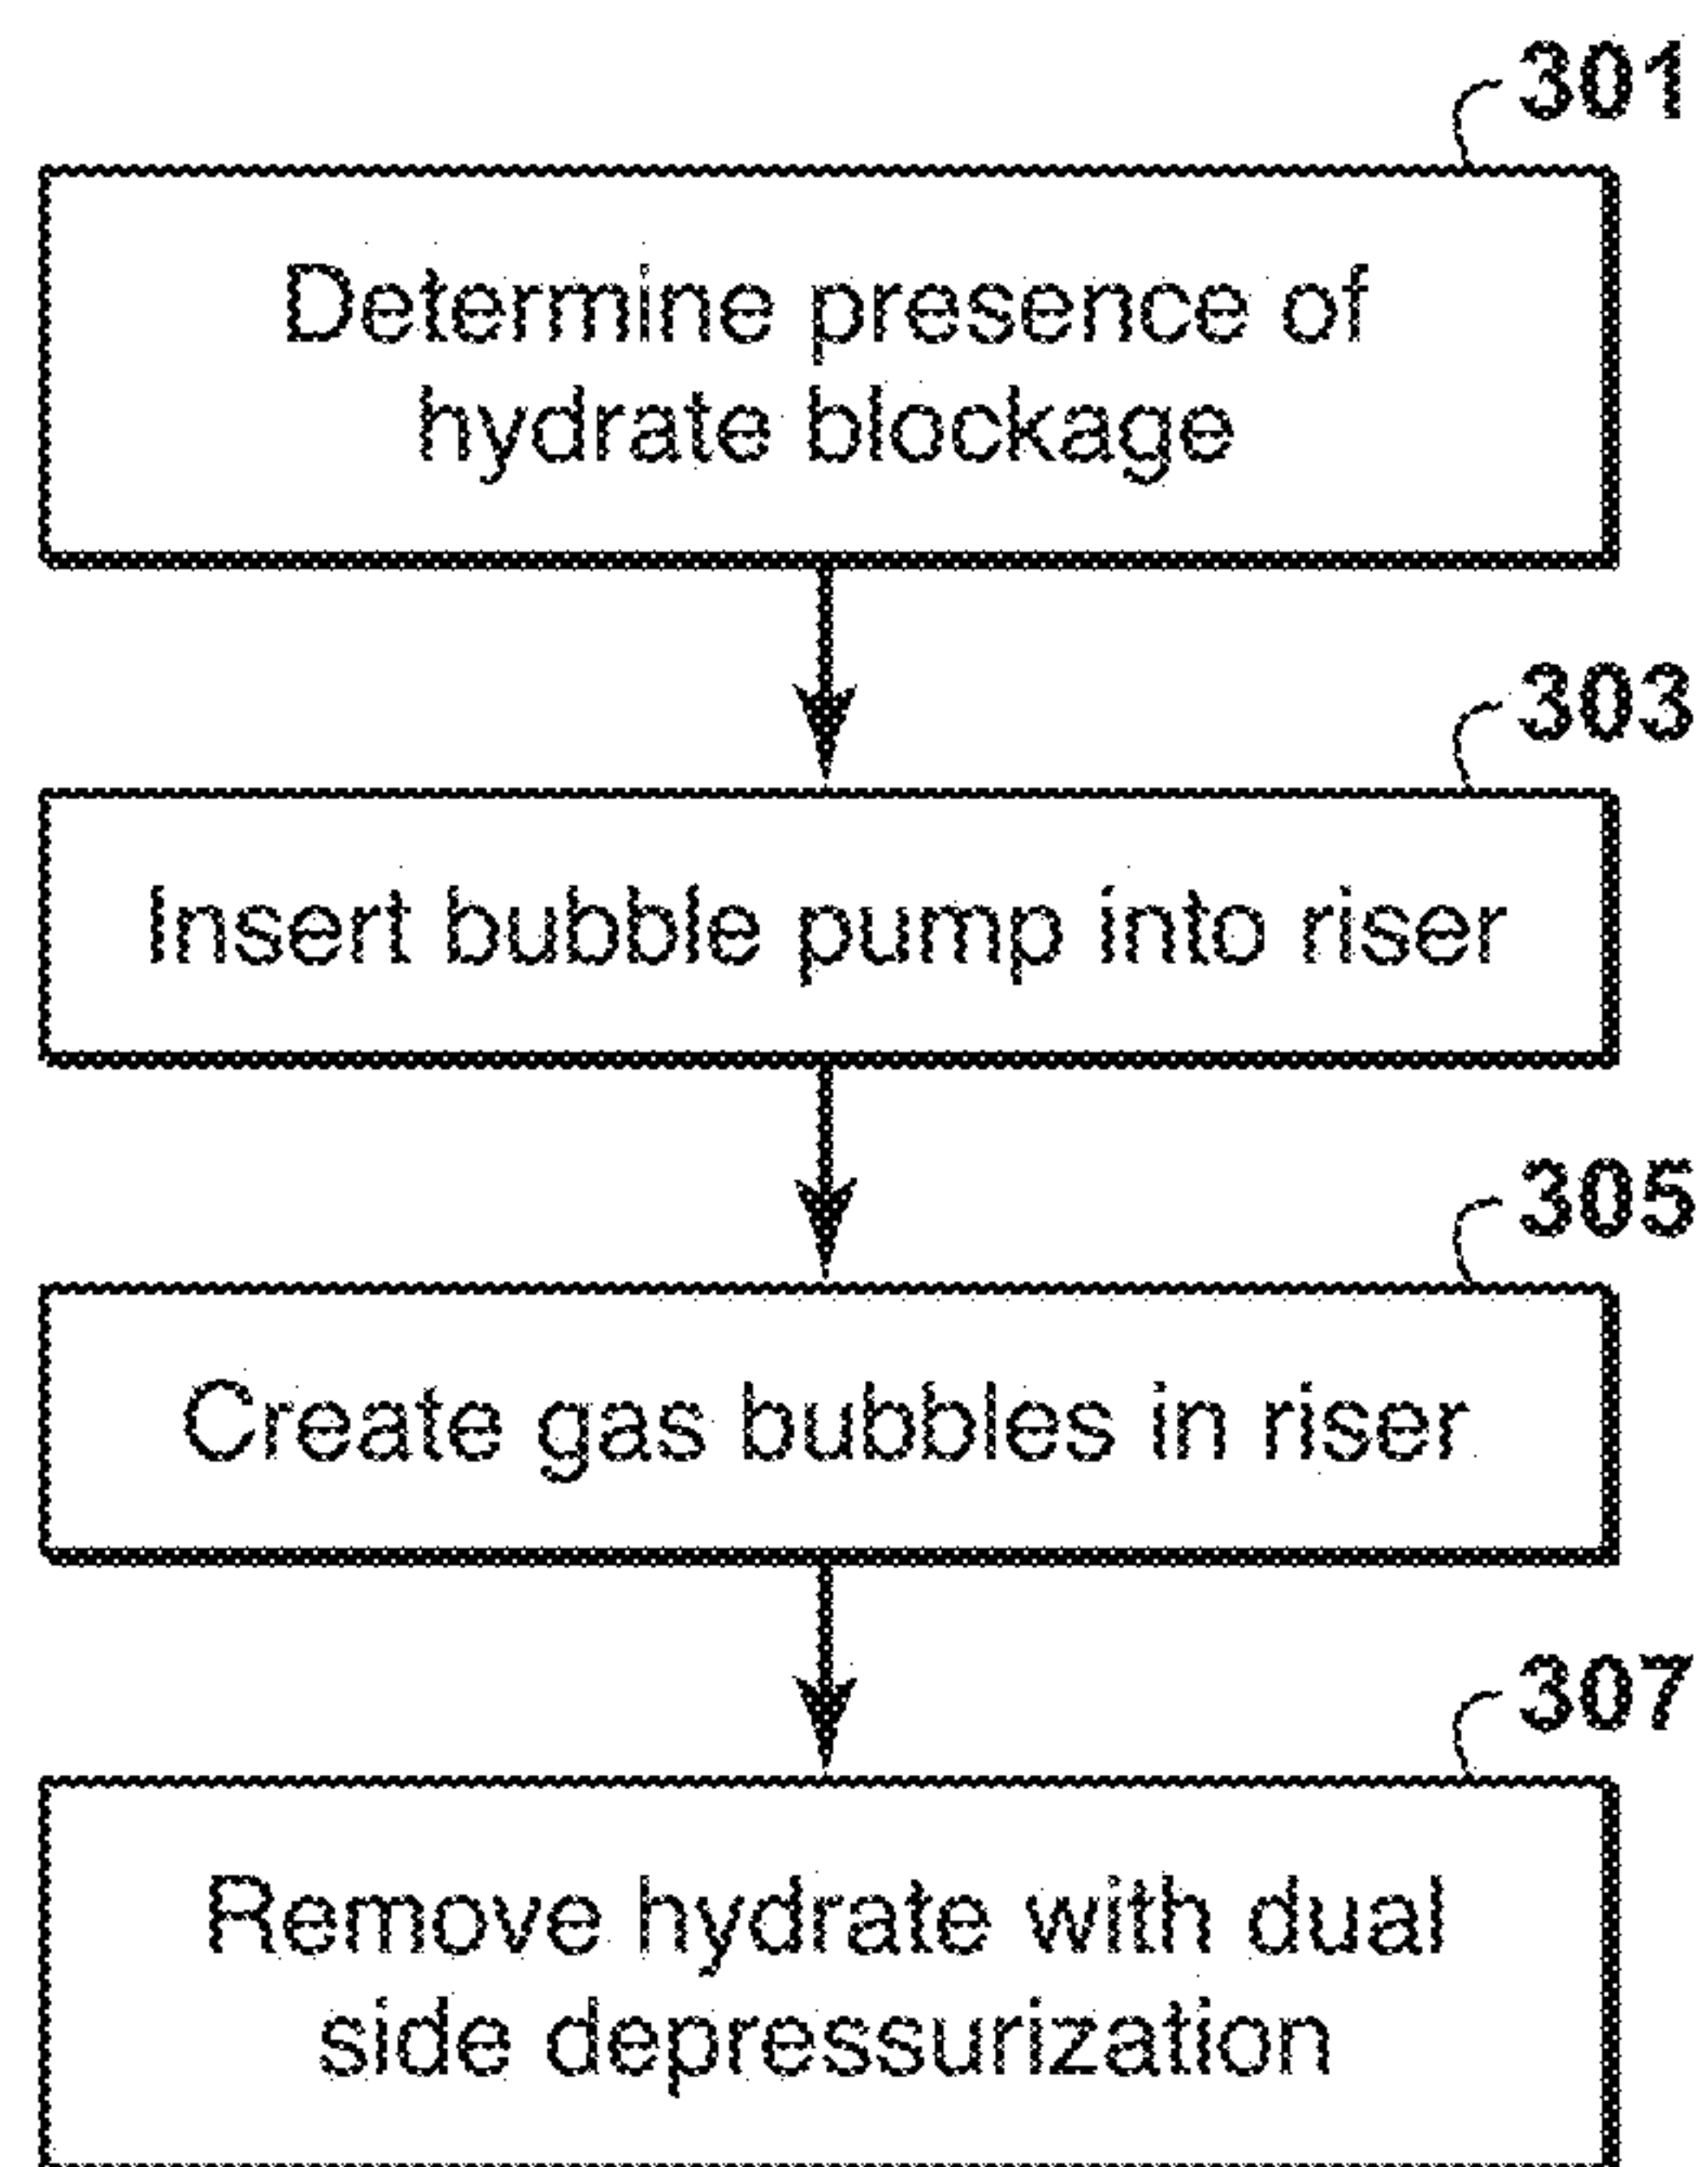 301
Determine presence of
hydrate blockage
303
Insert bubble pump into riser
305
Create gas bubbles in riser
307
Remove hydrate with dual
side depressurization